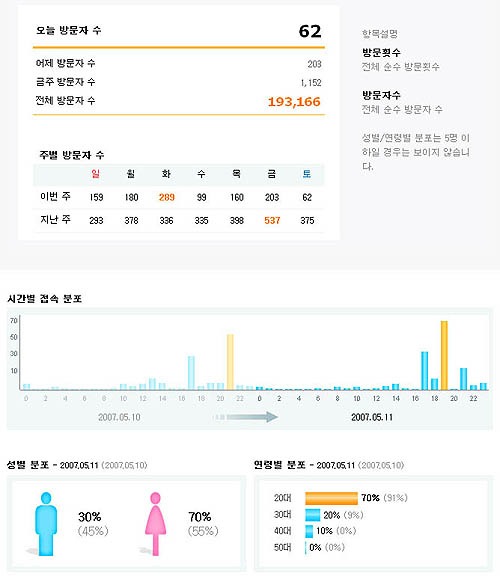 오늘 방문자 수 62
어제 방문자 수 203
금주 방문자 수 1,152
전체 방문자 수 193,166
주별 방문자 수
일 월 화 수 목 금 토
이번 주 159 180 289 99 160 203 62
지난 주 293 378 336 335 398 537 375
항목설명
방문횟수
전체 순수 방문횟수
방문자수
전체 순수 방문자 수
성별/연령별 분포는 5명 이
하일 경우는 보이지 않습니
다.
시간별 접속 분포
70
50
30
10
0 2 4 6 8 10 12 14 16 18 20 22 0 2 4 6 8 10 12 14 16 18 20 22
2007.05.10 2007.05.11
성별 분포 - 2007.05.11 (2007.05.10)
30%
(45%)
70%
(55%)
연령별 분포 - 2007.05.11 (2007.05.10)
20대 70% (91%)
30대 20% (9%)
40대 10% (0%)
50대 0% (0%)